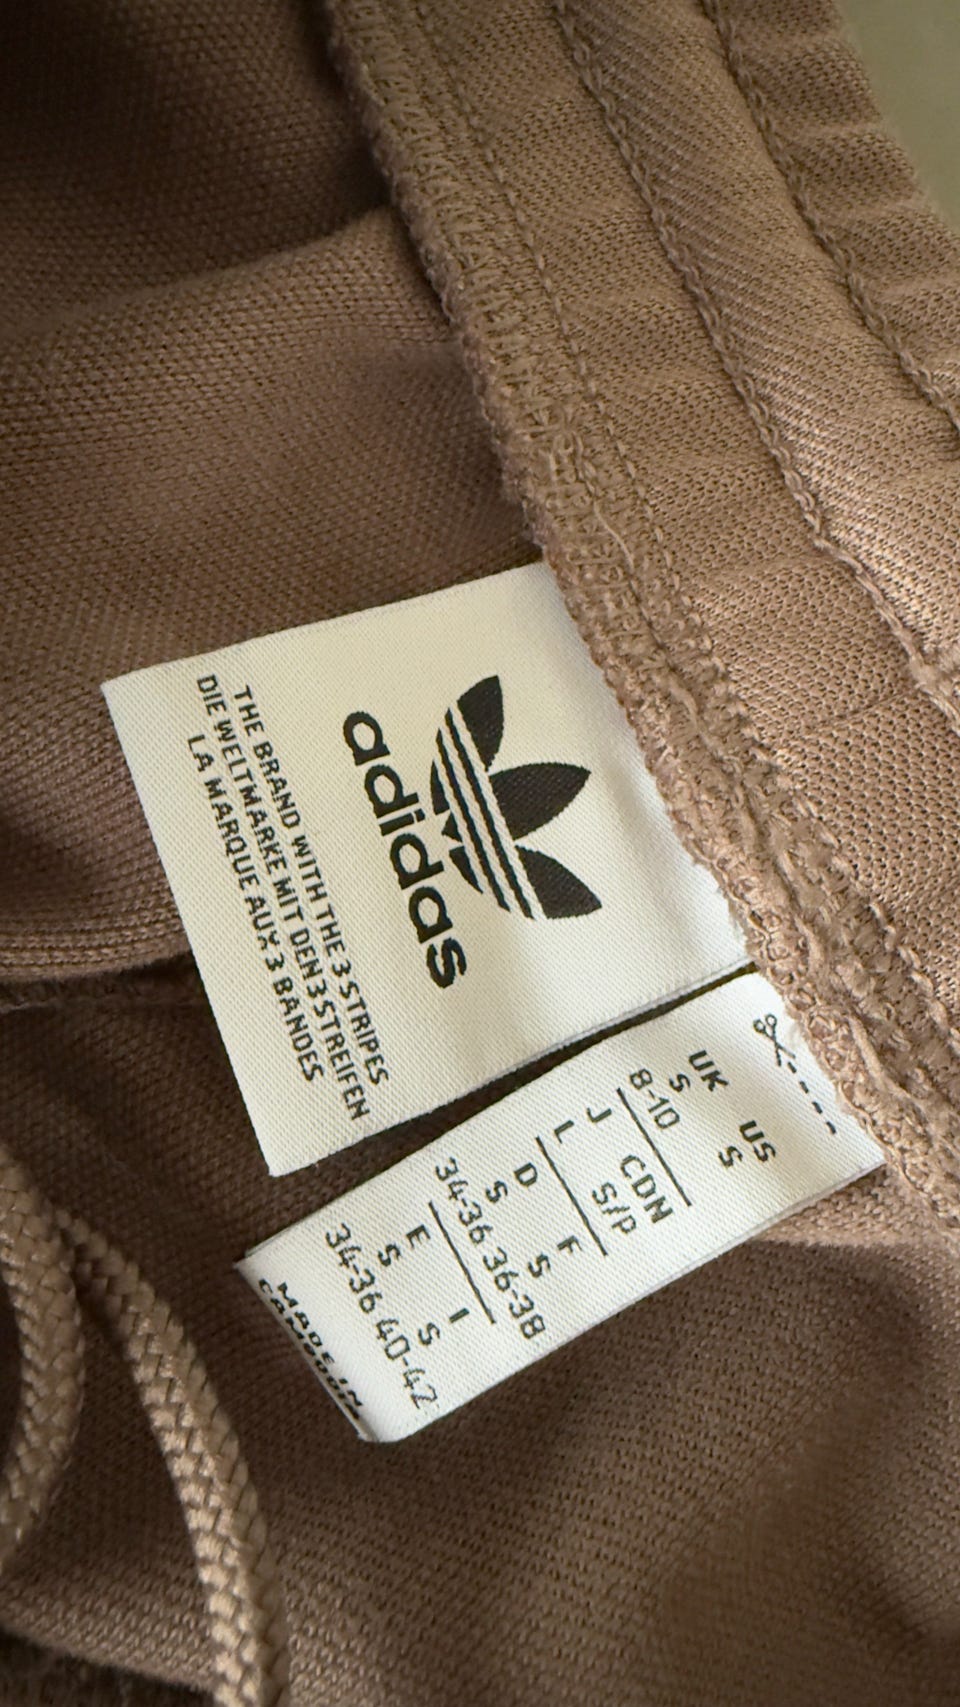 adidas
THE BRAND WITH THE 3 STRIPES
DIE WELTMARKE MIT DEN 3 STREIFEN
LA MARQUE AUX 3 BANDES
UK US
S S
8-10
J CDN
L S/P
D F
S S
34-36 36-38
E I
S S
34-36 40-42
MADE IN